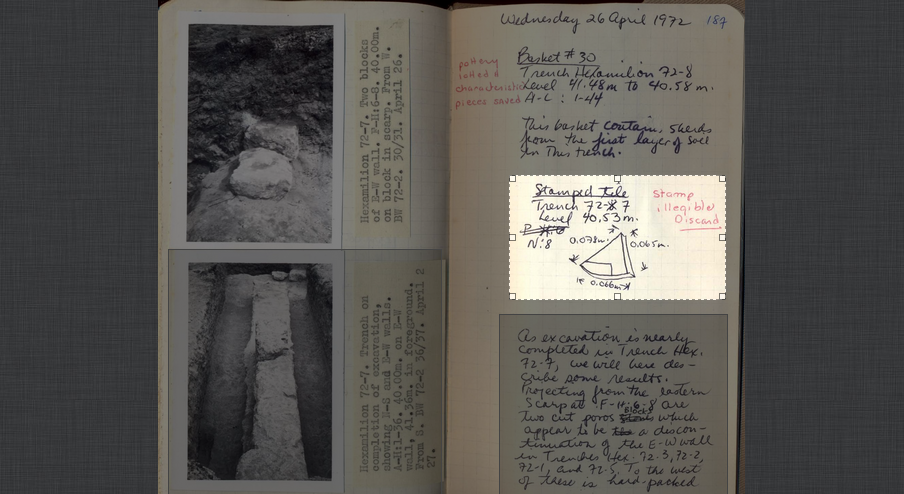 Hexamilion 72-7. Two blocks
of E-W wall. F-H:6-8. 40.00m.
on block in scarp. From W.
BW 72-2. 30/31. April 26.
Hexamilion 72-7. Trench on
completion of excavation,
showing N-S and E-W walls.
A-H:1-36. 40.00m. on E-W
wall, 41.36m. in foreground.
From S. BW 72-2 36/37. April 2
27.
Wednesday 26 April 1972 187
Basket # 30
Trench Hexamilion 72-8
Level 41.48m to 40.58m.
A-C : 1-44
pottery
lotted &
characteristic
pieces saved
This basket contains sherds
from the first layer of soil
in this trench.
Stamped tile
Trench 72-8 7
Level 40.53m.
N:8
0.078m.
0.065m.
0.066m
Stamp
illegible
Discard
As excavation is nearly
completed in Trench Hex.
72-7, we will here des-
cribe some results.
Projecting from the eastern
Scarp at F-H:6-8 are
two cut poros blocks which
appear to be a discon-
tinuation of the E-W wall
in Trenches Hex. 72-3, 72-2,
72-1, and 72-5. To the west
of these is hard-packed